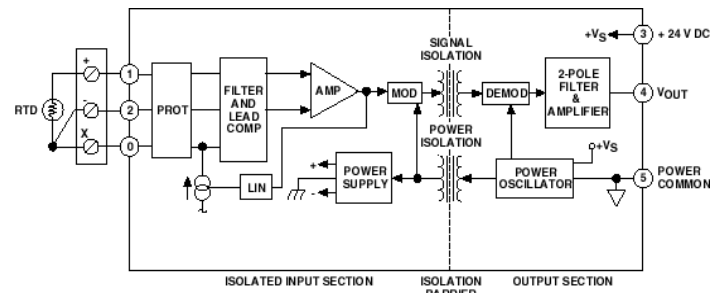 +VS
3
+ 24 V DC
SIGNAL
ISOLATION
+
1
FILTER
AND
LEAD
COMP
AMP
MOD
DEMOD
2-POLE
FILTER
&
AMPLIFIER
4
VOUT
RTD
-
2
PROT
X
0
POWER
ISOLATION
+VS
LIN
+
-
POWER
SUPPLY
POWER
OSCILLATOR
5
POWER
COMMON
ISOLATED INPUT SECTION
ISOLATION
BARRIER
OUTPUT SECTION